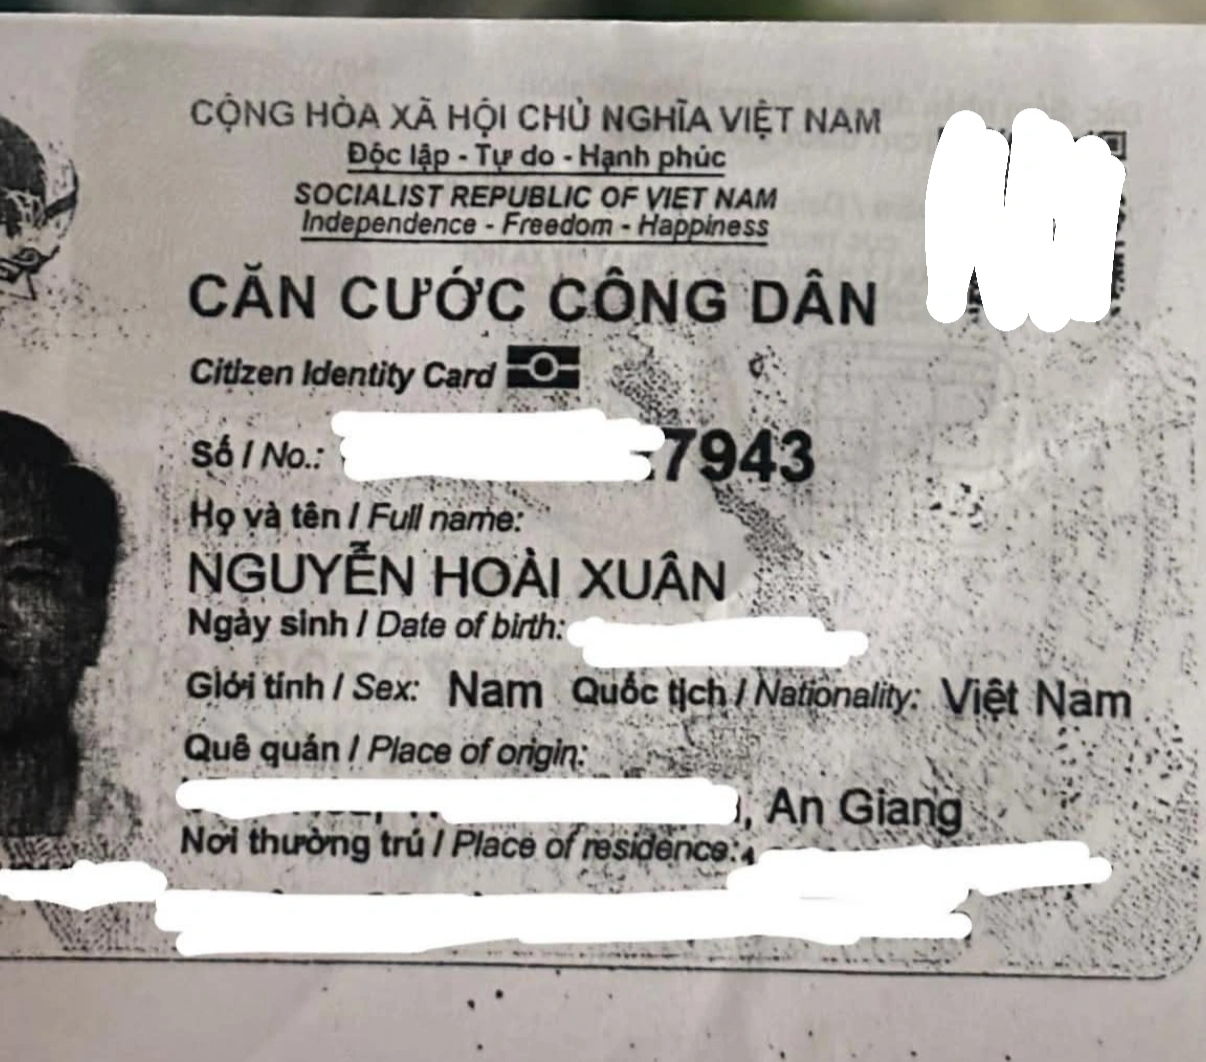 CỘNG HÒA XÃ HỘI CHỦ NGHĨA VIỆT NAM
Độc lập - Tự do - Hạnh phúc
SOCIALIST REPUBLIC OF VIET NAM
Independence - Freedom - Happiness
CĂN CƯỚC CÔNG DÂN
Citizen Identity Card
Số / No.: 7943
Họ và tên / Full name:
NGUYỄN HOÀI XUÂN
Ngày sinh / Date of birth:
Giới tính / Sex: Nam Quốc tịch / Nationality: Việt Nam
Quê quán / Place of origin:
, An Giang
Nơi thường trú / Place of residence: